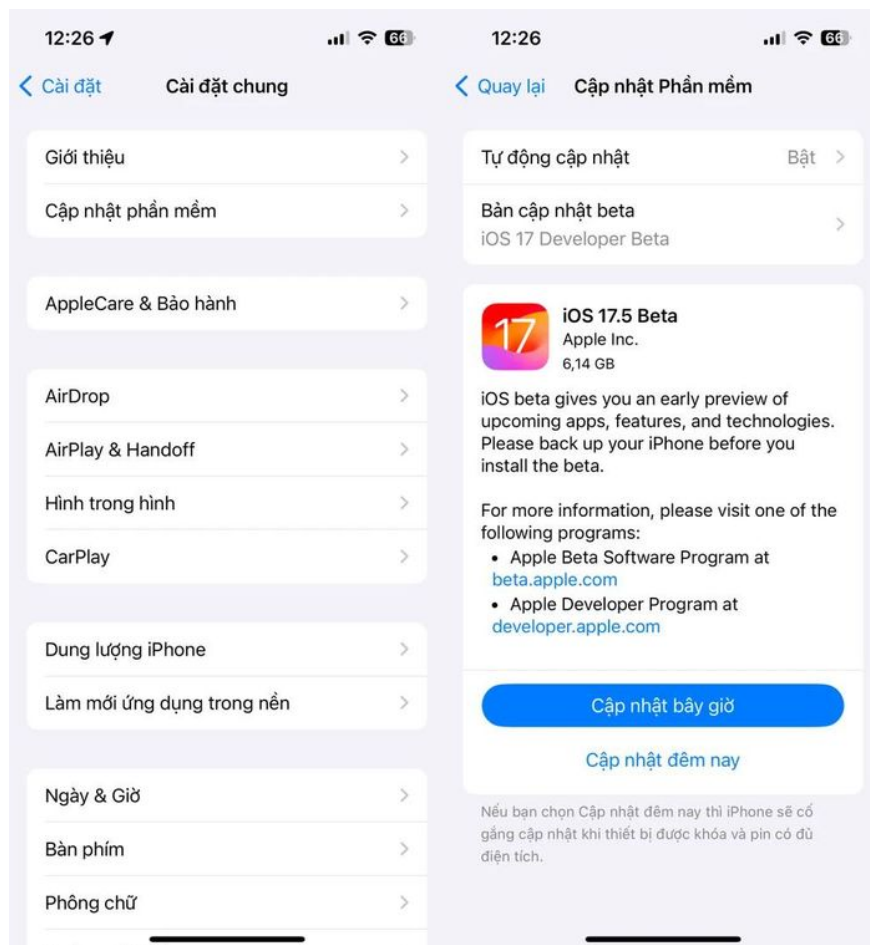 12:26
66
Cài đặt
Cài đặt chung
Giới thiệu
Cập nhật phần mềm
AppleCare & Bảo hành
AirDrop
AirPlay & Handoff
Hình trong hình
CarPlay
Dung lượng iPhone
Làm mới ứng dụng trong nền
Ngày & Giờ
Bàn phím
Phông chữ
12:26
66
Quay lại
Cập nhật Phần mềm
Tự động cập nhật
Bật
Bản cập nhật beta
iOS 17 Developer Beta
17
iOS 17.5 Beta
Apple Inc.
6,14 GB
iOS beta gives you an early preview of
upcoming apps, features, and technologies.
Please back up your iPhone before you
install the beta.
For more information, please visit one of the
following programs:
• Apple Beta Software Program at
beta.apple.com
• Apple Developer Program at
developer.apple.com
Cập nhật bây giờ
Cập nhật đêm nay
Nếu bạn chọn Cập nhật đêm nay thì iPhone sẽ cố
gắng cập nhật khi thiết bị được khóa và pin có đủ
điện tích.